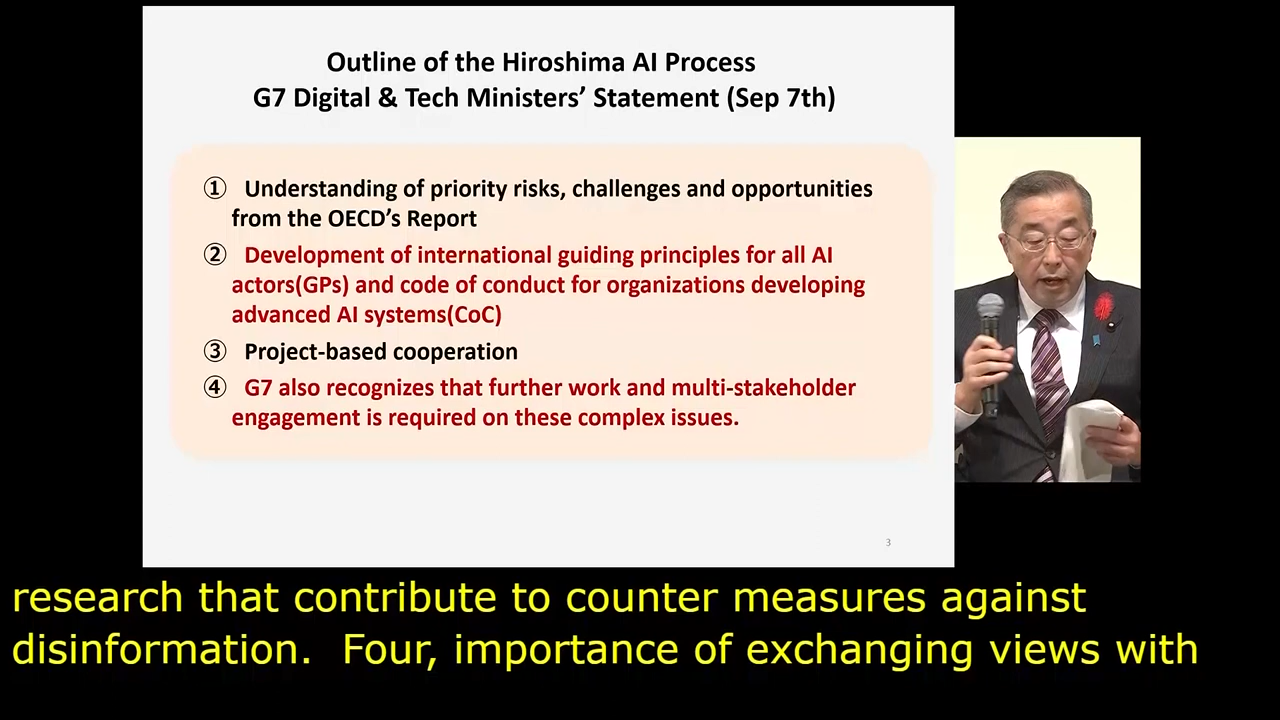 Outline of the Hiroshima AI Process
G7 Digital & Tech Ministers’ Statement (Sep 7th)
① Understanding of priority risks, challenges and opportunities
from the OECD’s Report
② Development of international guiding principles for all AI
actors(GPs) and code of conduct for organizations developing
advanced AI systems(CoC)
③ Project-based cooperation
④ G7 also recognizes that further work and multi-stakeholder
engagement is required on these complex issues.
3
research that contribute to counter measures against
disinformation. Four, importance of exchanging views with